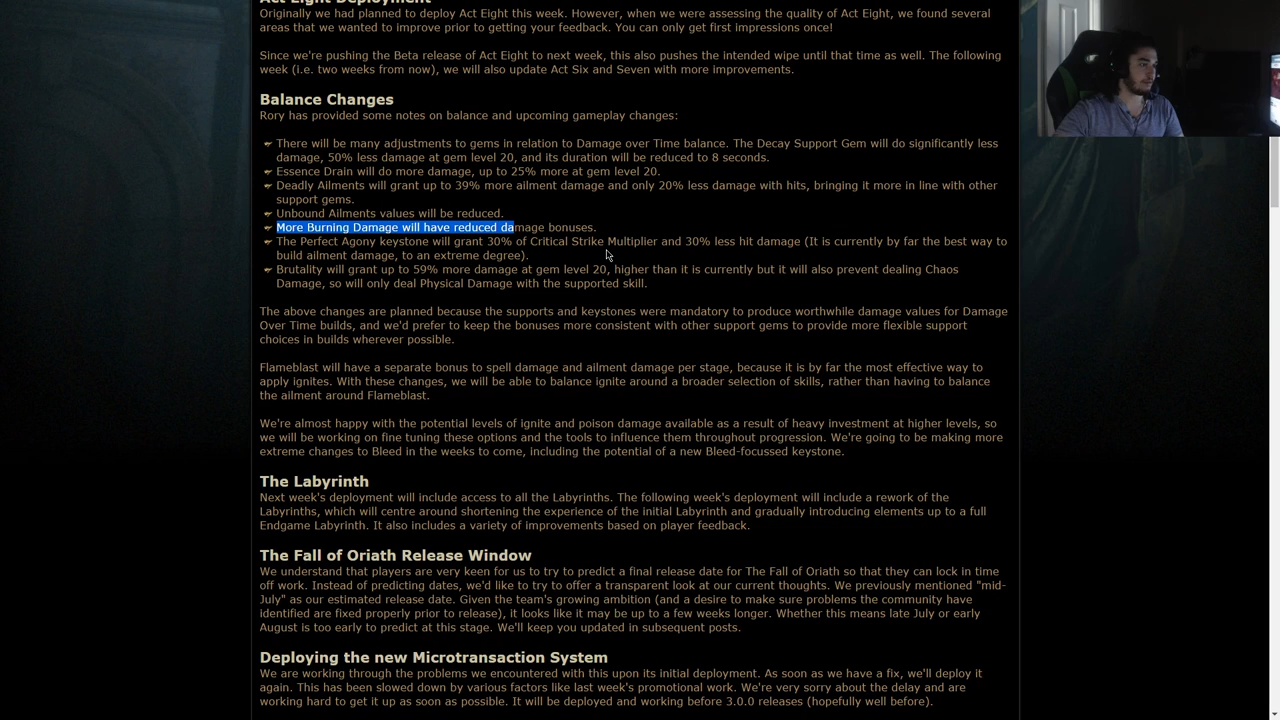 Act Eight Deployment
Originally we had planned to deploy Act Eight this week. However, when we were assessing the quality of Act Eight, we found several
areas that we wanted to improve prior to getting your feedback. You can only get first impressions once!
Since we're pushing the Beta release of Act Eight to next week, this also pushes the intended wipe until that time as well. The following
week (i.e. two weeks from now), we will also update Act Six and Seven with more improvements.
Balance Changes
Rory has provided some notes on balance and upcoming gameplay changes:
There will be many adjustments to gems in relation to Damage over Time balance. The Decay Support Gem will do significantly less
damage, 50% less damage at gem level 20, and its duration will be reduced to 8 seconds.
Essence Drain will do more damage, up to 25% more at gem level 20.
Deadly Ailments will grant up to 39% more ailment damage and only 20% less damage with hits, bringing it more in line with other
support gems.
Unbound Ailments values will be reduced.
More Burning Damage will have reduced damage bonuses.
The Perfect Agony keystone will grant 30% of Critical Strike Multiplier and 30% less hit damage (It is currently by far the best way to
build ailment damage, to an extreme degree).
Brutality will grant up to 59% more damage at gem level 20, higher than it is currently but it will also prevent dealing Chaos
Damage, so will only deal Physical Damage with the supported skill.
The above changes are planned because the supports and keystones were mandatory to produce worthwhile damage values for Damage
Over Time builds, and we'd prefer to keep the bonuses more consistent with other support gems to provide more flexible support
choices in builds wherever possible.
Flameblast will have a separate bonus to spell damage and ailment damage per stage, because it is by far the most effective way to
apply ignites. With these changes, we will be able to balance ignite around a broader selection of skills, rather than having to balance
the ailment around Flameblast.
We're almost happy with the potential levels of ignite and poison damage available as a result of heavy investment at higher levels, so
we will be working on fine tuning these options and the tools to influence them throughout progression. We're going to be making more
extreme changes to Bleed in the weeks to come, including the potential of a new Bleed-focussed keystone.
The Labyrinth
Next week's deployment will include access to all the Labyrinths. The following week's deployment will include a rework of the
Labyrinths, which will centre around shortening the experience of the initial Labyrinth and gradually introducing elements up to a full
Endgame Labyrinth. It also includes a variety of improvements based on player feedback.
The Fall of Oriath Release Window
We understand that players are very keen for us to try to predict a final release date for The Fall of Oriath so that they can lock in time
off work. Instead of predicting dates, we'd like to try to offer a transparent look at our current thoughts. We previously mentioned "mid-
July" as our estimated release date. Given the team's growing ambition (and a desire to make sure problems the community have
identified are fixed properly prior to release), it looks like it may be up to a few weeks longer. Whether this means late July or early
August is too early to predict at this stage. We'll keep you updated in subsequent posts.
Deploying the new Microtransaction System
We are working through the problems we encountered with this upon its initial deployment. As soon as we have a fix, we'll deploy it
again. This has been slowed down by various factors like last week's promotional work. We're very sorry about the delay and are
working hard to get it up as soon as possible. It will be deployed and working before 3.0.0 releases (hopefully well before).